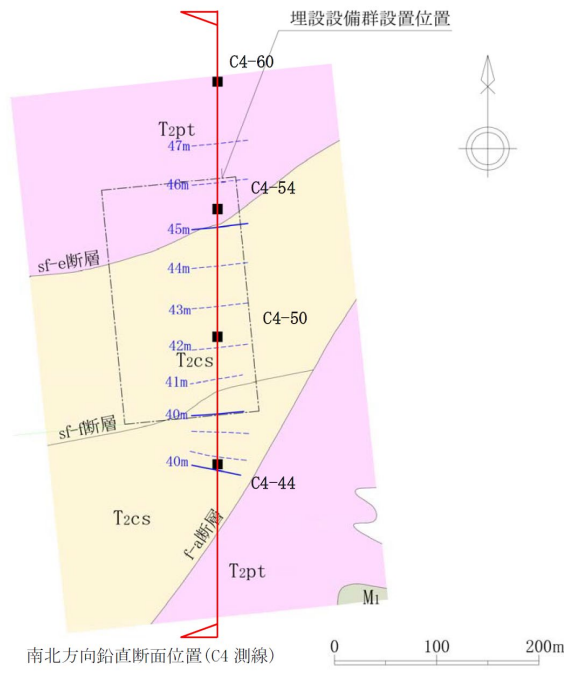 埋設設備群設置位置
C4-60
T2pt
47m
46m
C4-54
45m
sf-e断層
44m
43m
C4-50
42m
T2cs
41m
40m
sf-f断層
40m
C4-44
T2cs
f-a断層
T2pt
M1
南北方向鉛直断面位置(C4 測線)
0 100 200m